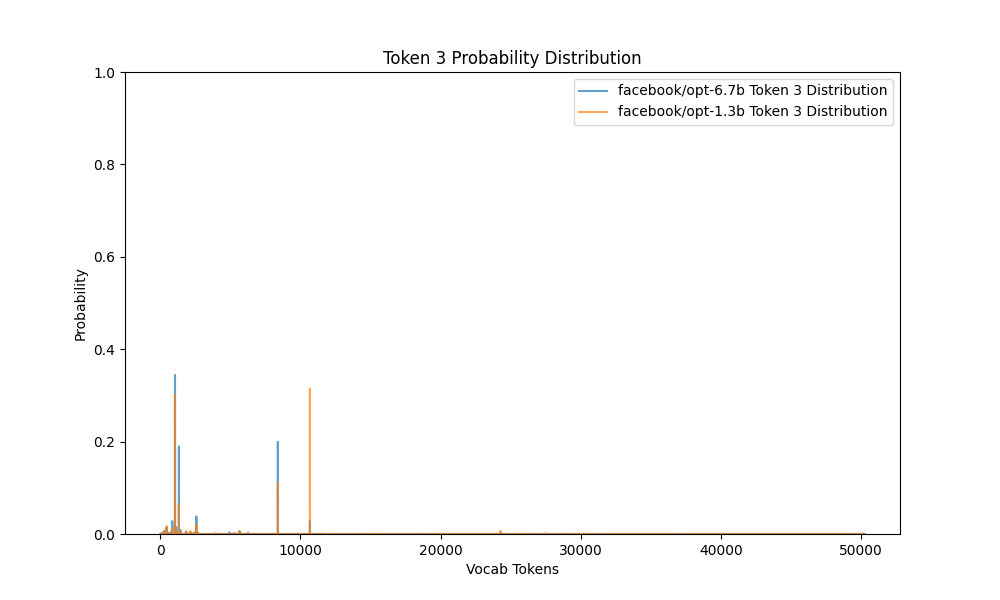 Token 3 Probability Distribution
facebook/opt-6.7b Token 3 Distribution
facebook/opt-1.3b Token 3 Distribution
Probability
1.0
0.8
0.6
0.4
0.2
0.0
0 10000 20000 30000 40000 50000
Vocab Tokens